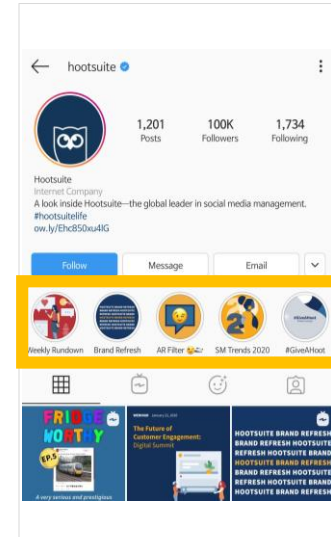 hootsuite
1,201 100K 1,734
Posts Followers Following
Hootsuite
Internet Company
A look inside Hootsuite—the global leader in social media management.
#hootsuitelife
ow.ly/Ehc850xu4lG
Follow Message Email
Weekly Rundown Brand Refresh AR Filter SM Trends 2020 #GiveAHoot
FRIDGE
WORTHY
EP.5
A very serious and prestigious
The Future of
Customer Engagement:
Digital Summit
HOOTSUITE BRAND REFRESH
BRAND REFRESH HOOTSUITE
REFRESH HOOTSUITE BRAND
HOOTSUITE BRAND REFRESH
BRAND REFRESH HOOTSUITE
REFRESH HOOTSUITE BRAND
HOOTSUITE BRAND REFRESH